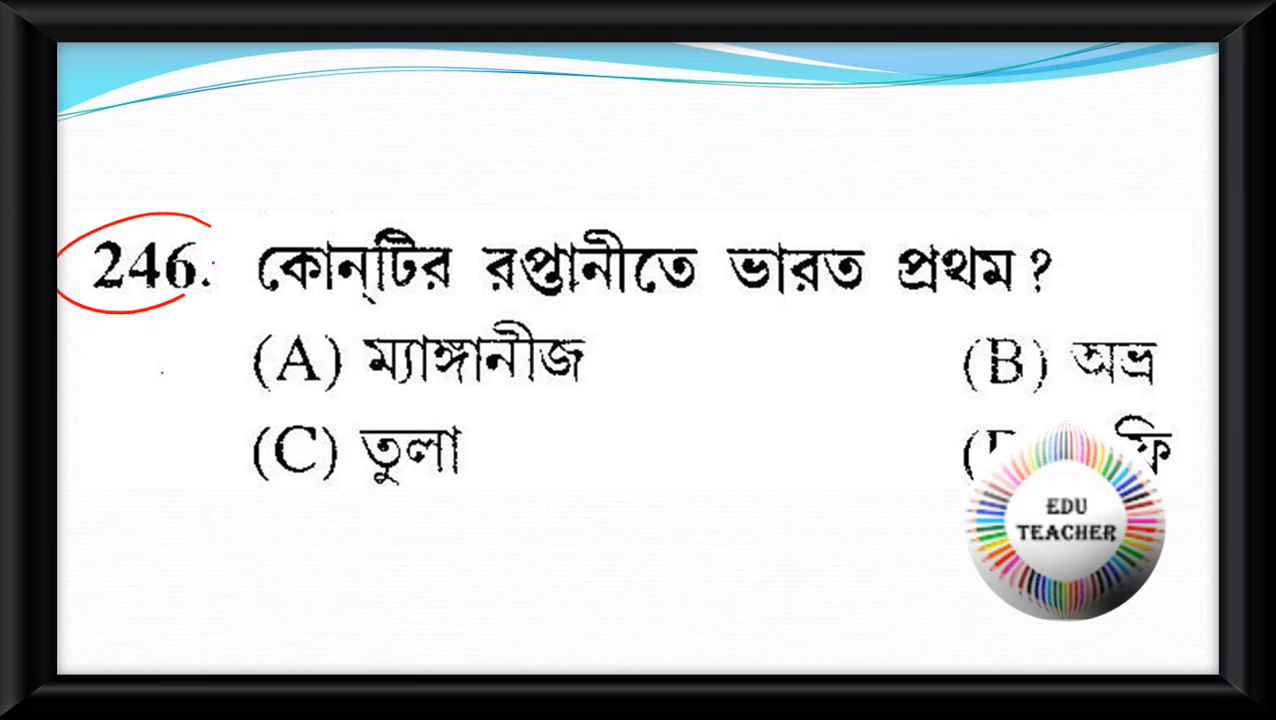 246. কোন্‌টির রপ্তানীতে ভারত প্রথম ?
(A) ম্যাঙ্গানীজ (B) অভ্র
(C) তুলা
EDU
TEACHER